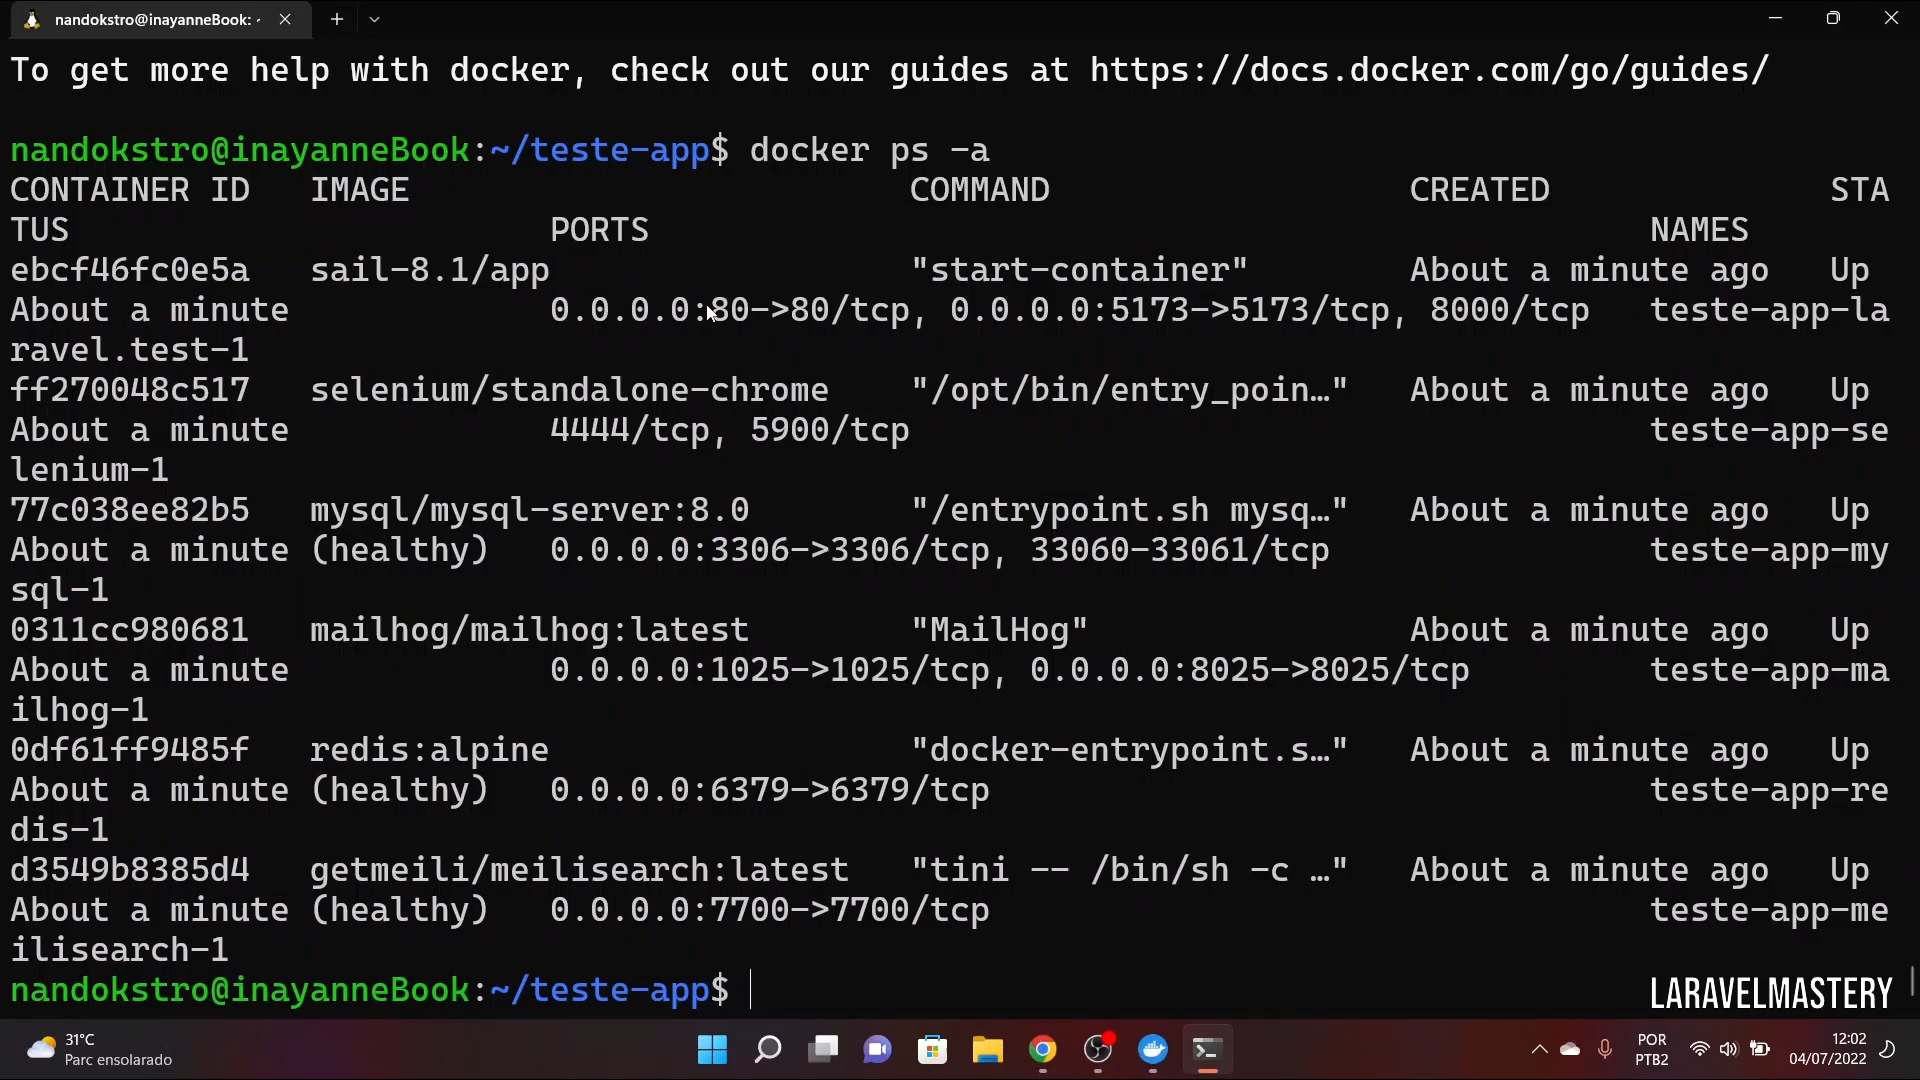 nandokstro@inayanneBook: ~
To get more help with docker, check out our guides at https://docs.docker.com/go/guides/
nandokstro@inayanneBook:~/teste-app$ docker ps -a
CONTAINER ID   IMAGE                         COMMAND                  CREATED              STA
TUS                        PORTS                                                  NAMES
ebcf46fc0e5a   sail-8.1/app                  "start-container"        About a minute ago   Up
About a minute             0.0.0.0:80->80/tcp, 0.0.0.0:5173->5173/tcp, 8000/tcp   teste-app-la
ravel.test-1
ff270048c517   selenium/standalone-chrome    "/opt/bin/entry_poin…"   About a minute ago   Up
About a minute             4444/tcp, 5900/tcp                                     teste-app-se
lenium-1
77c038ee82b5   mysql/mysql-server:8.0        "/entrypoint.sh mysq…"   About a minute ago   Up
About a minute (healthy)   0.0.0.0:3306->3306/tcp, 33060-33061/tcp                teste-app-my
sql-1
0311cc980681   mailhog/mailhog:latest        "MailHog"                About a minute ago   Up
About a minute             0.0.0.0:1025->1025/tcp, 0.0.0.0:8025->8025/tcp         teste-app-ma
ilhog-1
0df61ff9485f   redis:alpine                  "docker-entrypoint.s…"   About a minute ago   Up
About a minute (healthy)   0.0.0.0:6379->6379/tcp                                 teste-app-re
dis-1
d3549b8385d4   getmeili/meilisearch:latest   "tini -- /bin/sh -c …"   About a minute ago   Up
About a minute (healthy)   0.0.0.0:7700->7700/tcp                                 teste-app-me
ilisearch-1
nandokstro@inayanneBook:~/teste-app$
LARAVELMASTERY
31°C
Parc ensolarado
POR
PTB2
12:02
04/07/2022